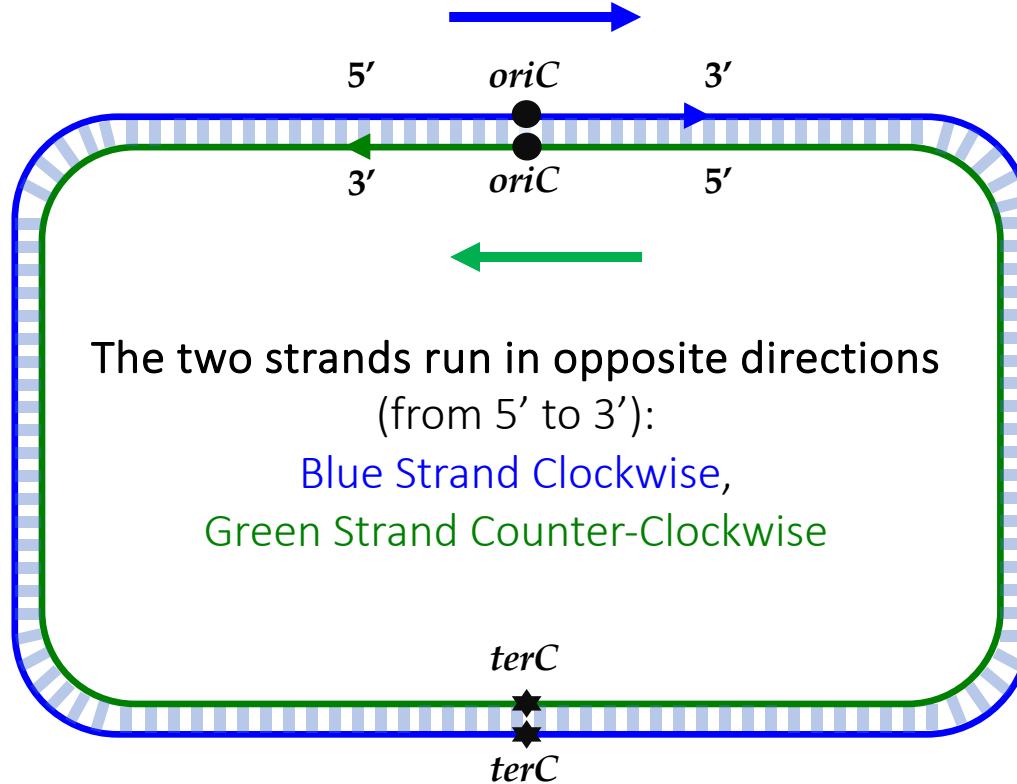 5’ oriC 3’
3’ oriC 5’
The two strands run in opposite directions
(from 5’ to 3’):
Blue Strand Clockwise,
Green Strand Counter-Clockwise
terC
terC